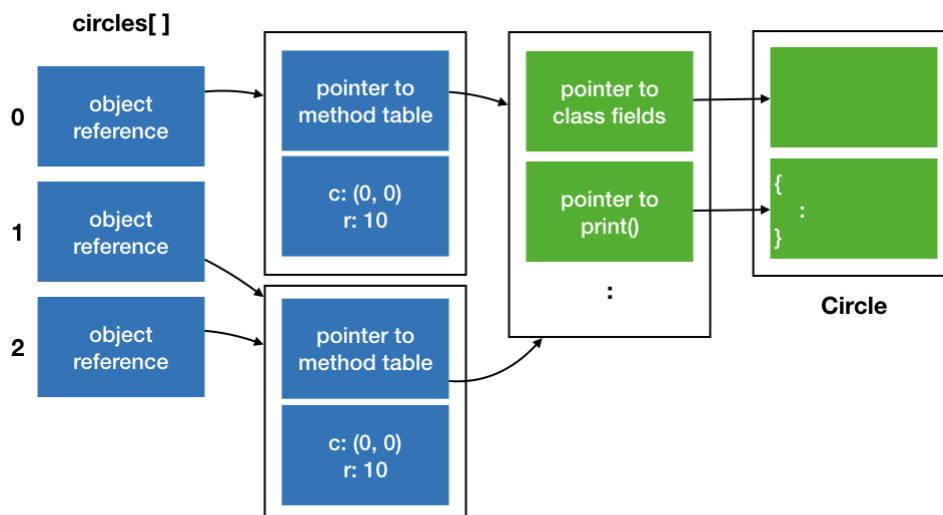 circles[ ]
0
object
reference
1
object
reference
2
object
reference
pointer to
method table
c: (0, 0)
r: 10
pointer to
method table
c: (0, 0)
r: 10
pointer to
class fields
pointer to
print()
:
{
:
}
Circle